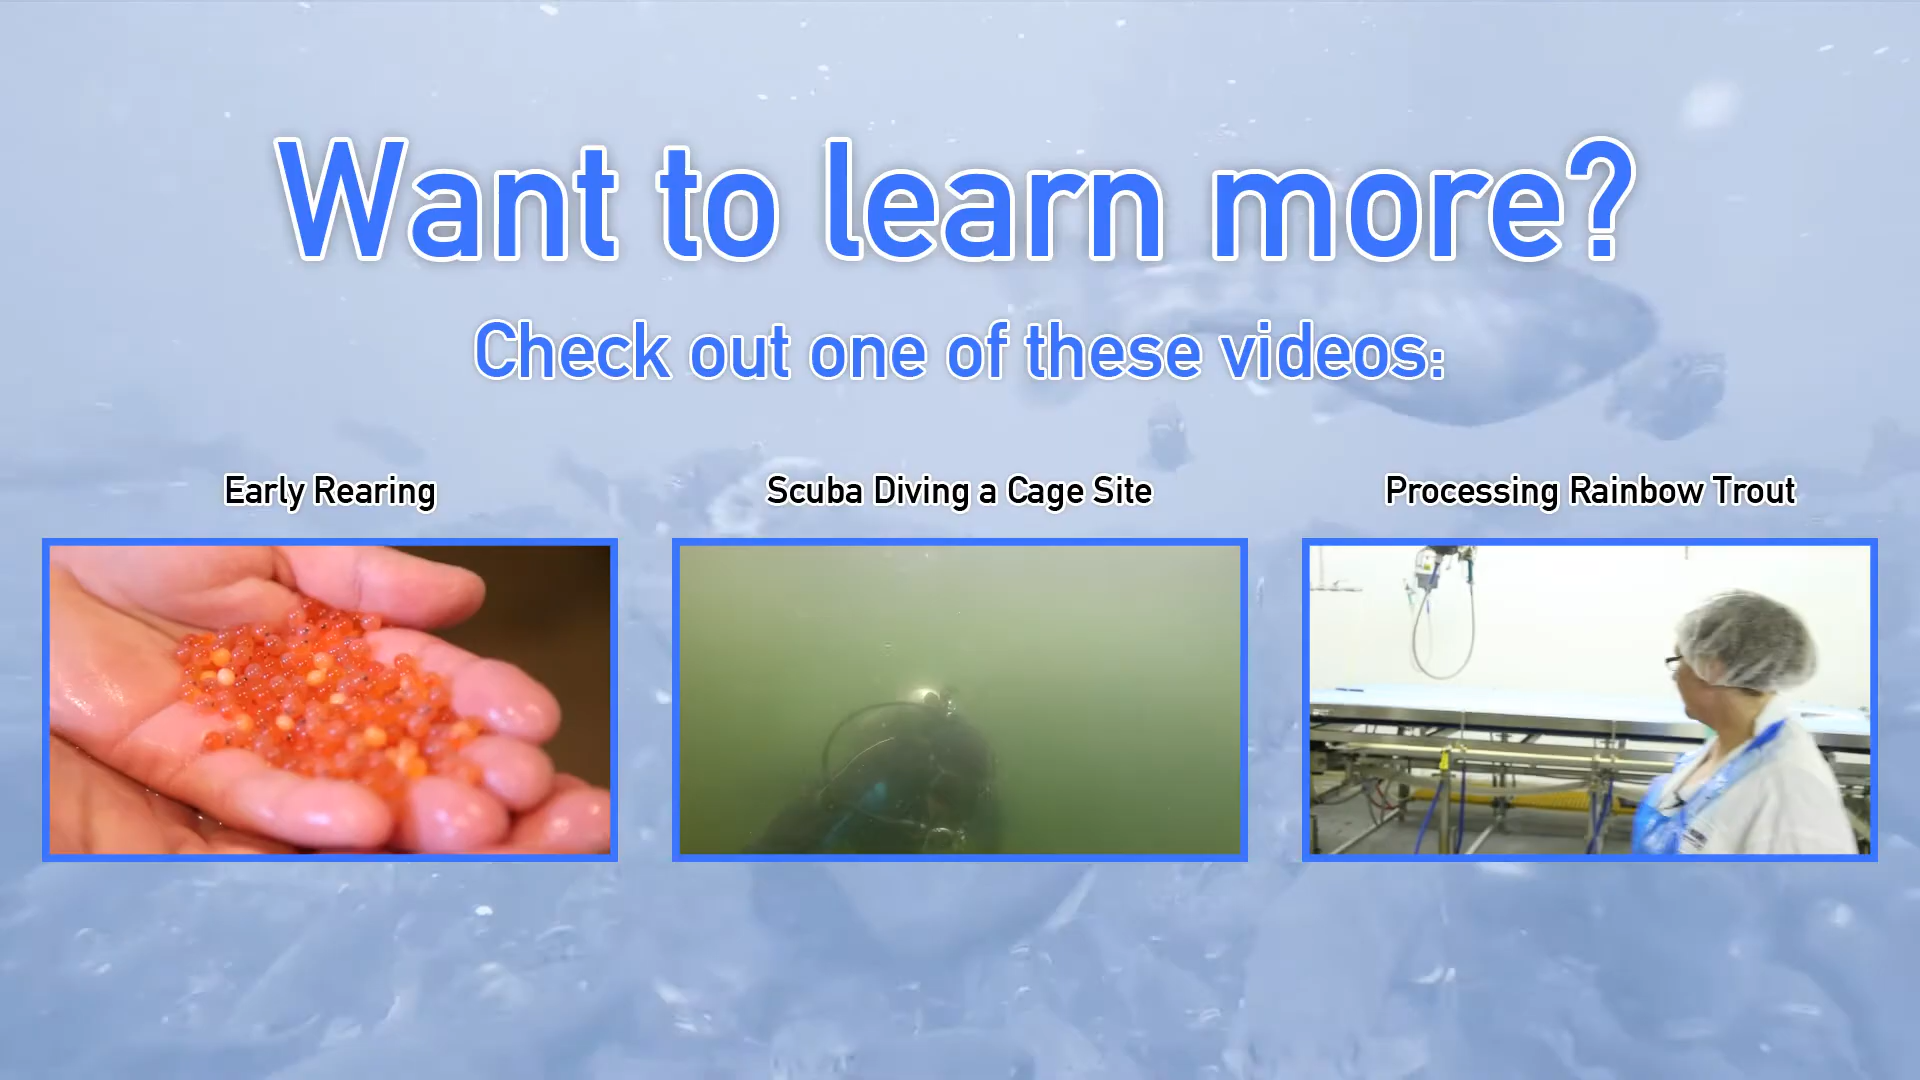 Want to learn more?
Check out one of these videos:
Early Rearing
Scuba Diving a Cage Site
Processing Rainbow Trout